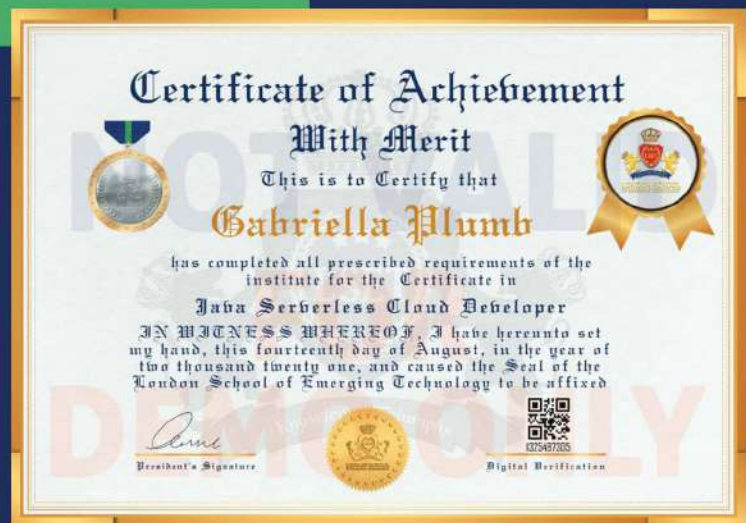 Certificate of Achievement
With Merit
This is to Certify that
Gabriella Plumb
has completed all prescribed requirements of the
institute for the Certificate in
Java Serverless Cloud Developer
IN WITNESS WHEREOF, I have hereunto set
my hand, this fourteenth day of August, in the year of
two thousand twenty one, and caused the Seal of the
London School of Emerging Technology to be affixed
NOT VALID
DEMO ONLY
President's Signature
1375497305
Digital Verification